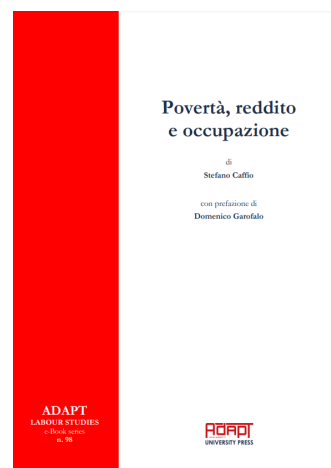 Povertà, reddito
e occupazione
di
Stefano Caffio
con prefazione di
Domenico Garofalo
ADAPT
LABOUR STUDIES
e-Book series
n. 98
ADAPT
UNIVERSITY PRESS